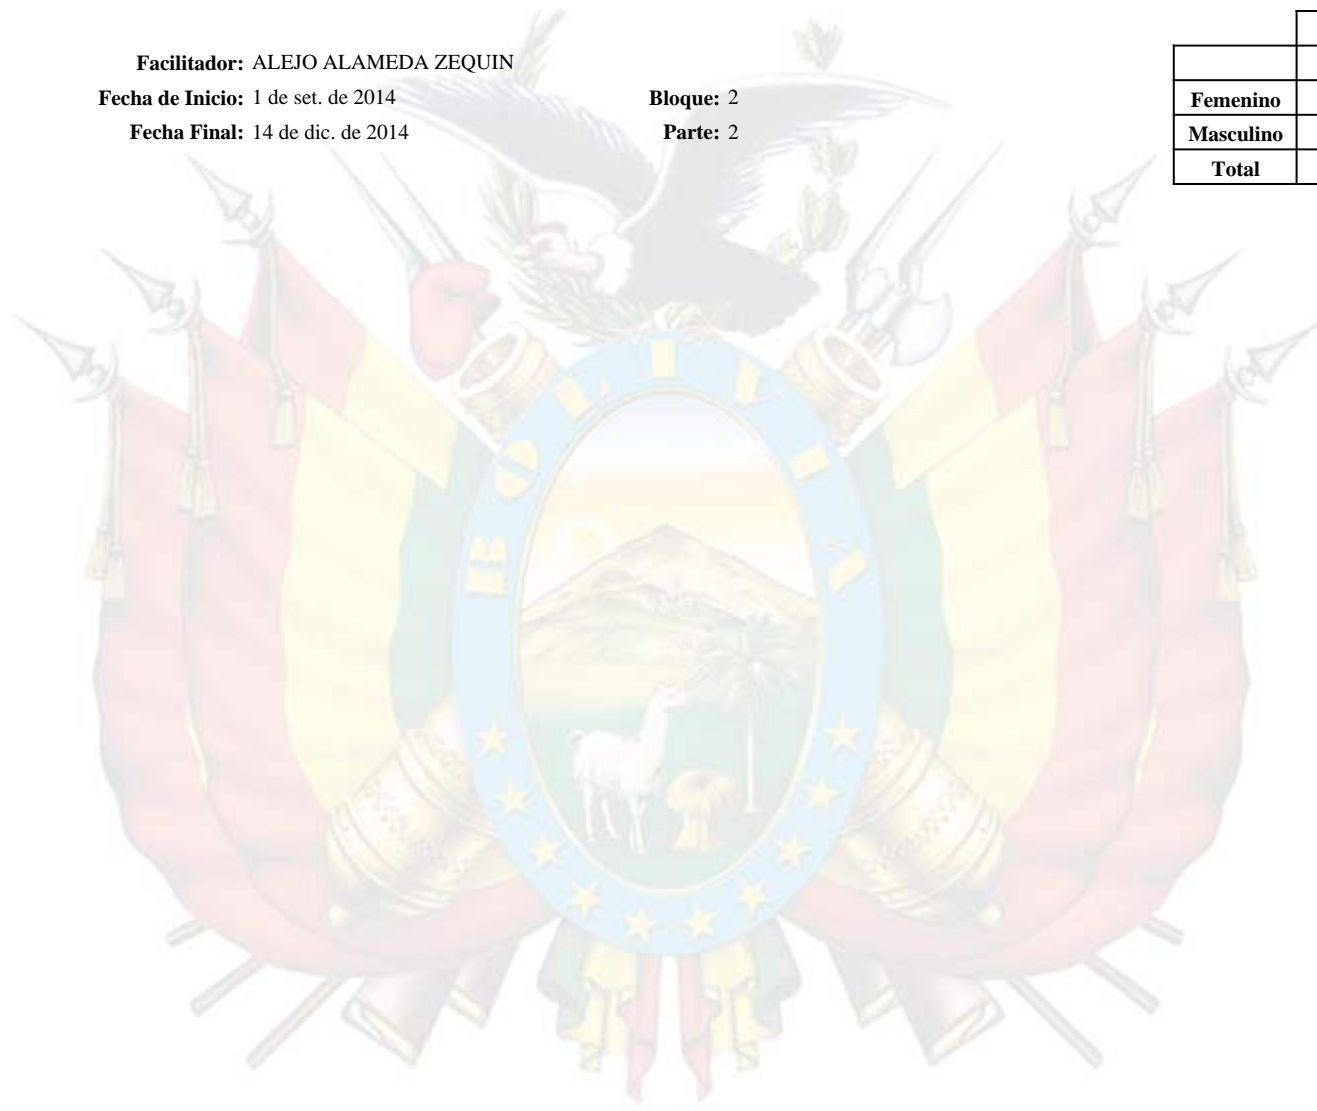 Facilitador: ALEJO ALAMEDA ZEQUIN
Fecha de Inicio: 1 de set. de 2014 Bloque: 2
Fecha Final: 14 de dic. de 2014 Parte: 2
Femenino
Masculino
Total
BOLIVIA